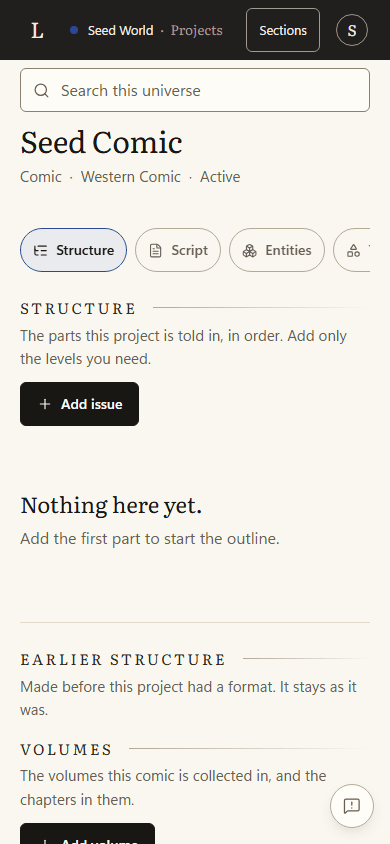 L
Seed World · Projects
Sections
S
Search this universe
Seed Comic
Comic · Western Comic · Active
Structure
Script
Entities
STRUCTURE
The parts this project is told in, in order. Add only
the levels you need.
+ Add issue
Nothing here yet.
Add the first part to start the outline.
EARLIER STRUCTURE
Made before this project had a format. It stays as it
was.
VOLUMES
The volumes this comic is collected in, and the
chapters in them.
+ Add volume